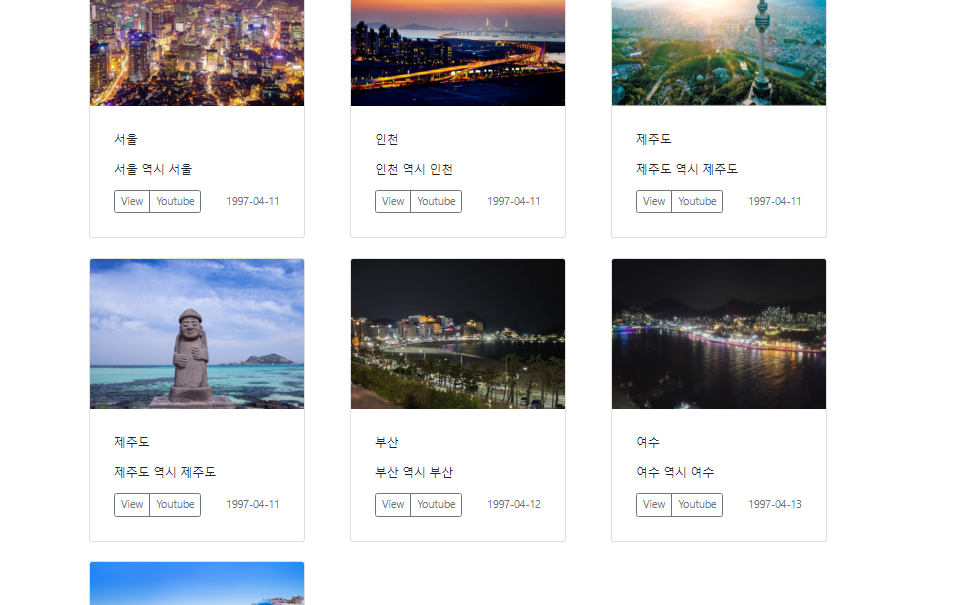 서울
서울 역시 서울
View Youtube 1997-04-11
인천
인천 역시 인천
View Youtube 1997-04-11
제주도
제주도 역시 제주도
View Youtube 1997-04-11
제주도
제주도 역시 제주도
View Youtube 1997-04-11
부산
부산 역시 부산
View Youtube 1997-04-12
여수
여수 역시 여수
View Youtube 1997-04-13